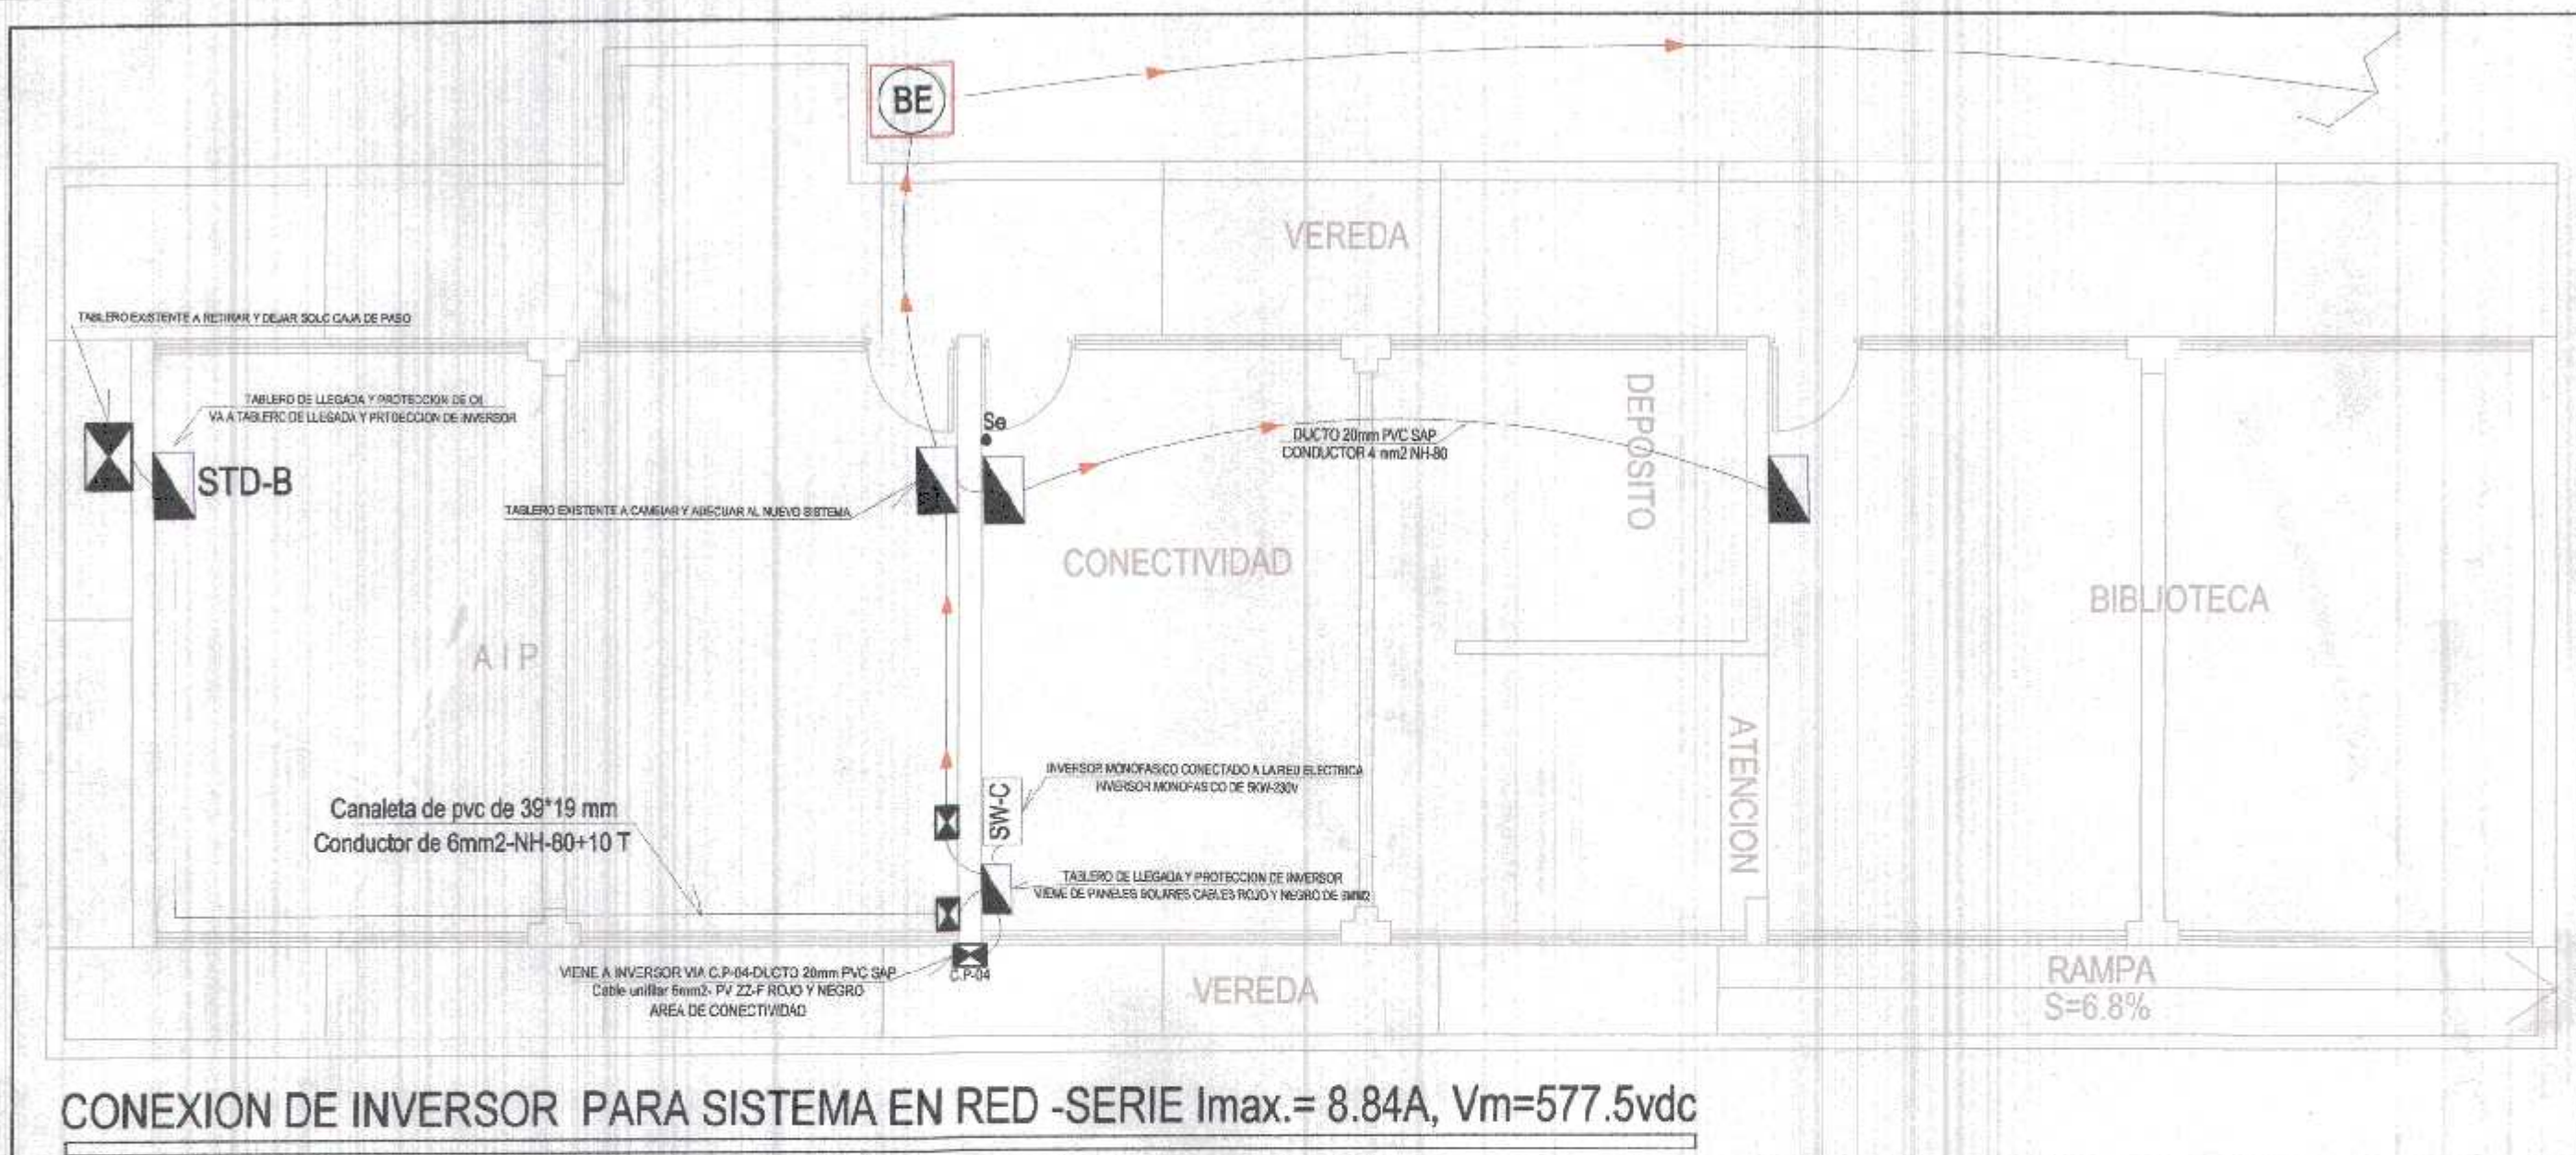 BE
VEREDA
TABLERO EXISTENTE A RETIRAR Y DEJAR SOLO CAJA DE PASO
TABLERO DE LLEGADA Y PROTECCION DE
VA A TABLERO DE LLEGADA Y PRTOECCION DE INVERSOR
STD-B
Se
DUCTO 20mm PVC SAP
CONDUCTOR 4 mm2 NH-80
DEPOSITO
TABLERO EXISTENTE A CAMBIAR Y ADECUAR AL NUEVO SISTEMA
CONECTIVIDAD
BIBLIOTECA
A I P
ATENCION
INVERSOR MONOFASICO CONECTADO A LA RED ELECTRICA
INVERSOR MONOFASICO DE 5KW-230V
SW-C
Canaleta de pvc de 39*19 mm
Conductor de 6mm2-NH-80+10 T
TABLERO DE LLEGADA Y PROTECCION DE INVERSOR
VIENE DE PANELES SOLARES CABLES ROJO Y NEGRO DE 6MM2
VIENE A INVERSOR VIA C.P-04-DUCTO 20mm PVC SAP
Cable unifilar 6mm2- PV ZZ-F ROJO Y NEGRO
AREA DE CONECTIVIDAD
C.P-04
VEREDA
RAMPA
S=6.8%
CONEXION DE INVERSOR PARA SISTEMA EN RED -SERIE Imax.= 8.84A, Vm=577.5vdc